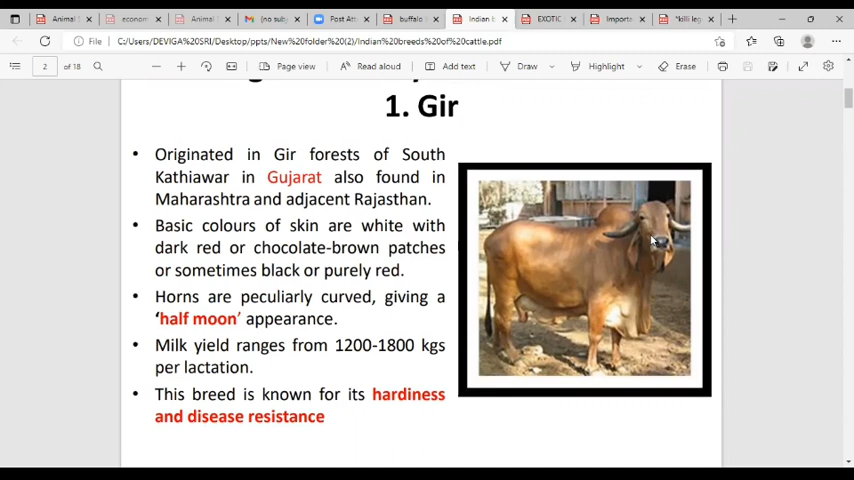 Animal E
econom
Animal
(no subj
Post Att
buffalo
Indian b
EXOTIC
Importa
*killi leg
File
C:/Users/DEVIGA SRI/Desktop/ppts/New%20folder%20(2)/Indian%20breeds%20of%20cattle.pdf
2 of 18
Page view
Read aloud
Add text
Draw
Highlight
Erase
1. Gir
• Originated in Gir forests of South
Kathiawar in Gujarat also found in
Maharashtra and adjacent Rajasthan.
• Basic colours of skin are white with
dark red or chocolate-brown patches
or sometimes black or purely red.
• Horns are peculiarly curved, giving a
‘half moon’ appearance.
• Milk yield ranges from 1200-1800 kgs
per lactation.
• This breed is known for its hardiness
and disease resistance